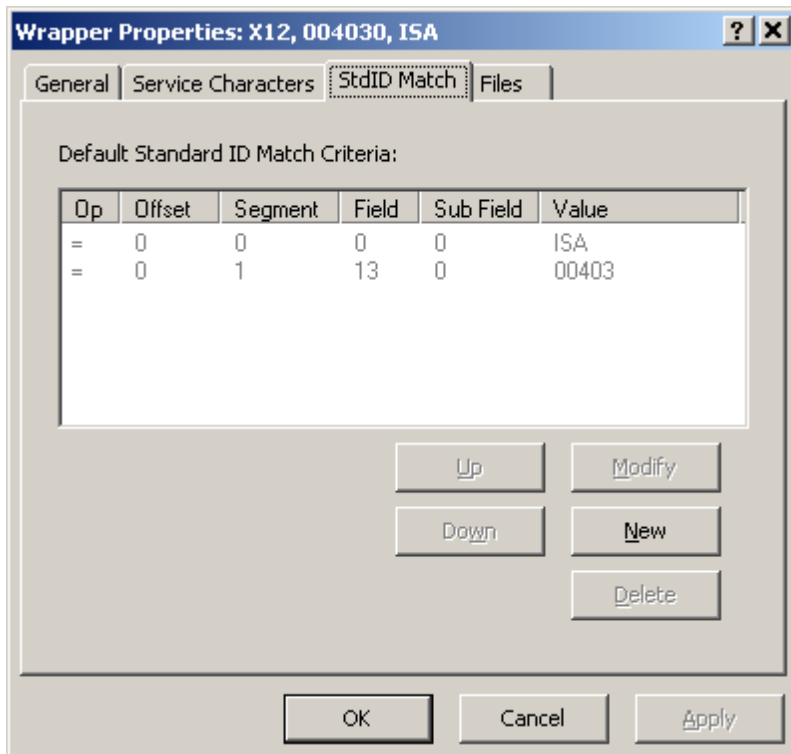 Wrapper Properties: X12, 004030, ISA ?
General Service Characters StdID Match Files
Default Standard ID Match Criteria:
Op Offset Segment Field Sub Field Value
= 0 0 0 0 ISA
= 0 1 13 0 00403
Up Modify
Down New
Delete
OK Cancel Apply